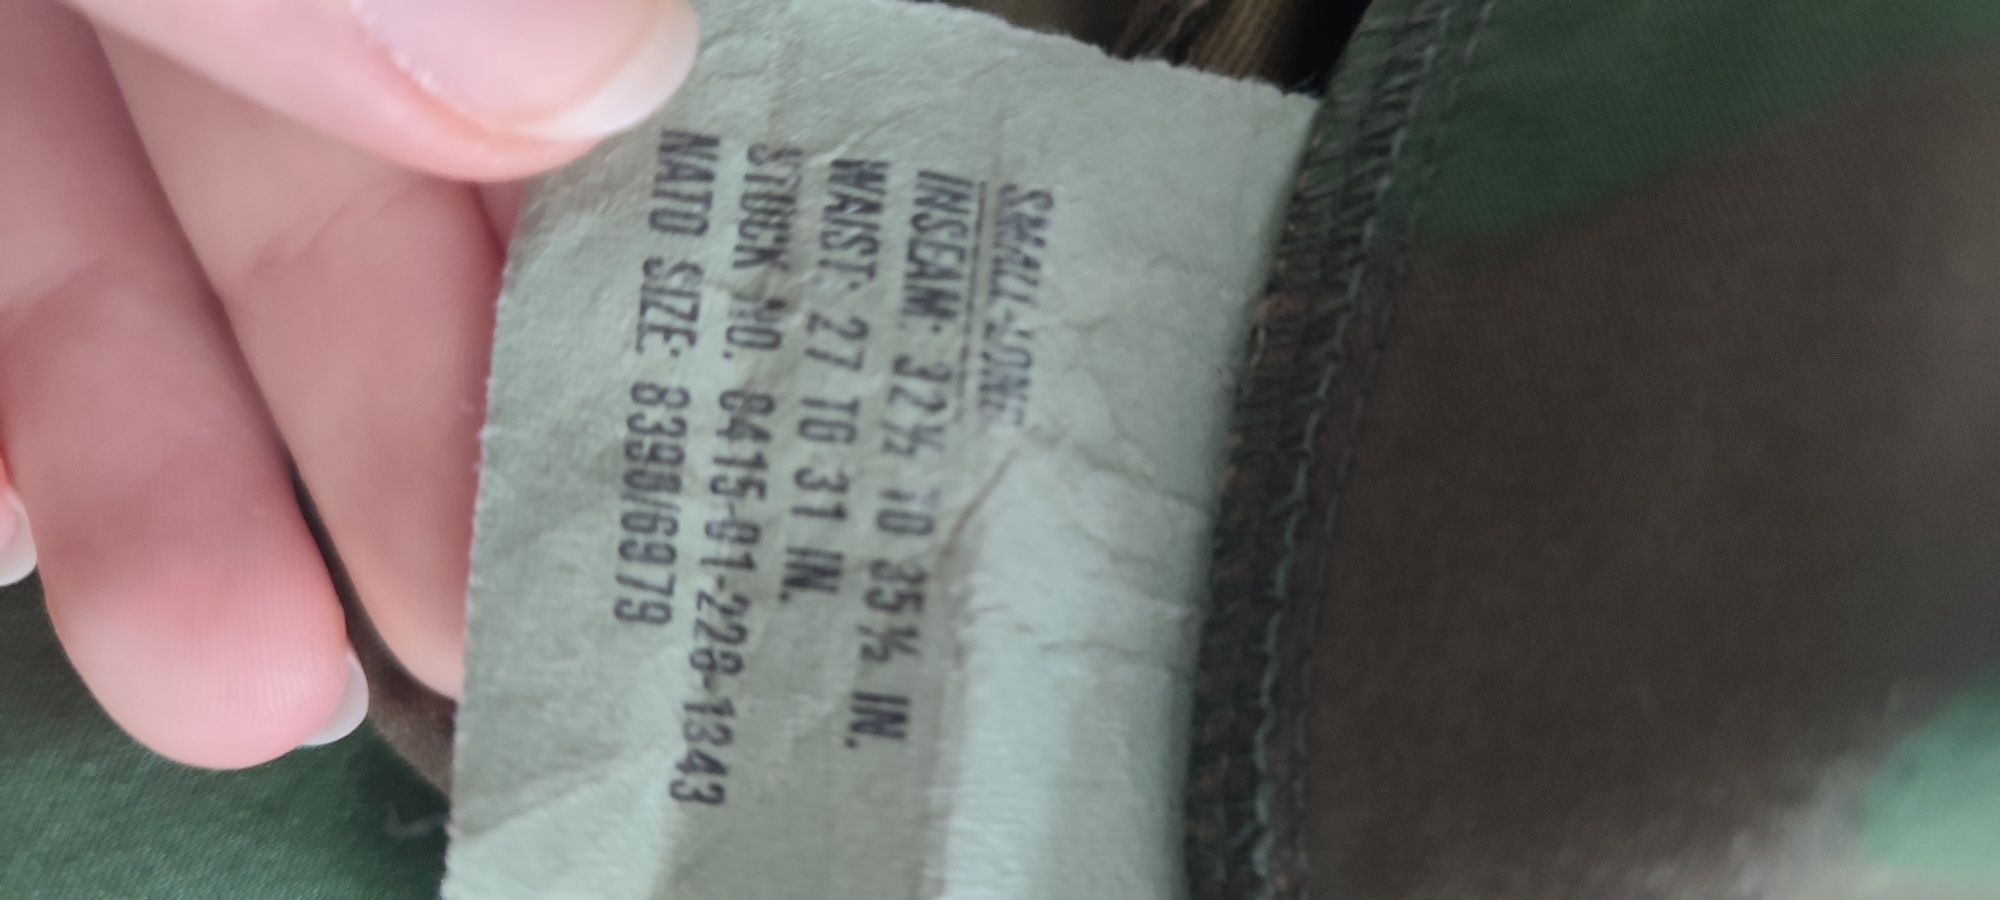 SMALL-LONG
INSEAM: 32½ TO 35½ IN.
WAIST: 27 TO 31 IN.
STOCK NO. 8415-01-228-1343
NATO SIZE: 8390/6979